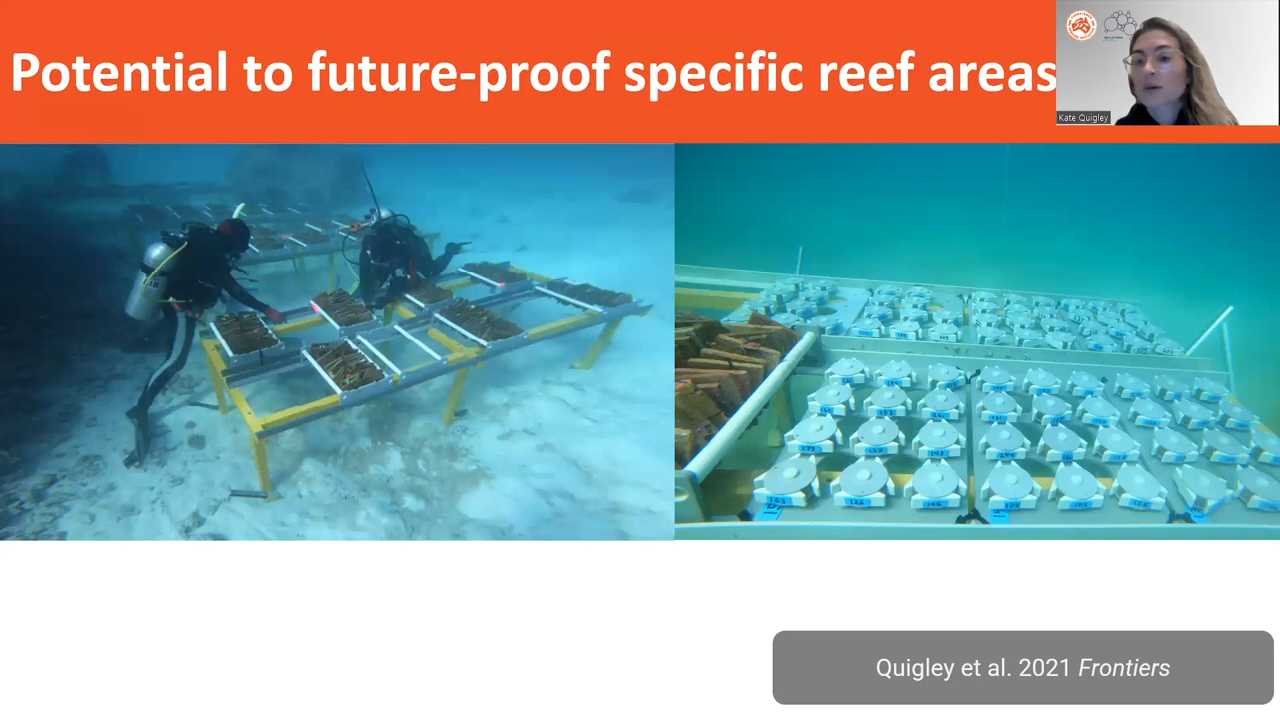 Potential to future-proof specific reef areas
Kate Quigley
Quigley et al. 2021 Frontiers